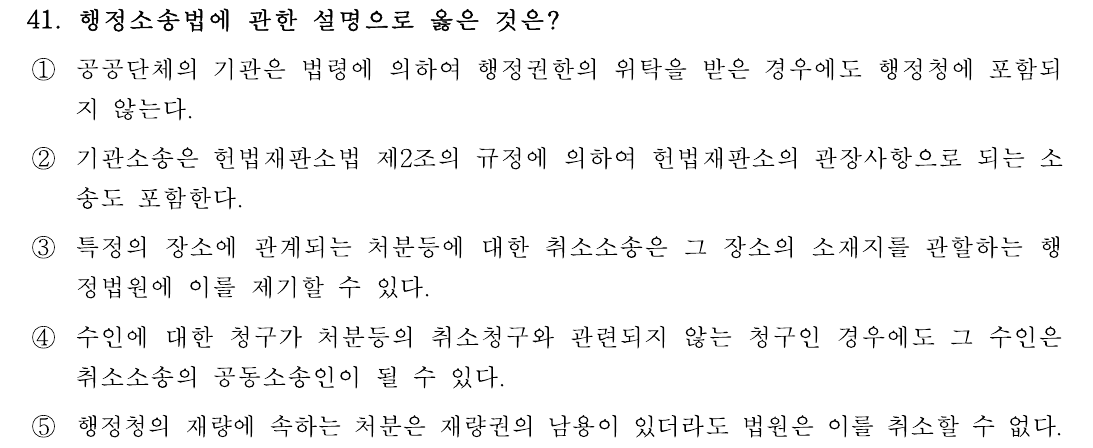 41. 행정소송법에 관한 설명으로 옳은 것은?
① 공공단체의 기관은 법령에 의하여 행정권한의 위탁을 받은 경우에도 행정청에 포함되
지 않는다.
② 기관소송은 헌법재판소법 제2조의 규정에 의하여 헌법재판소의 관장사항으로 되는 소
송도 포함한다.
③ 특정의 장소에 관계되는 처분등에 대한 취소소송은 그 장소의 소재지를 관할하는 행
정법원에 이를 제기할 수 있다.
④ 수인에 대한 청구가 처분등의 취소청구와 관련되지 않는 청구인 경우에도 그 수인은
취소소송의 공동소송인이 될 수 있다.
⑤ 행정청의 재량에 속하는 처분은 재량권의 남용이 있더라도 법원은 이를 취소할 수 없다.